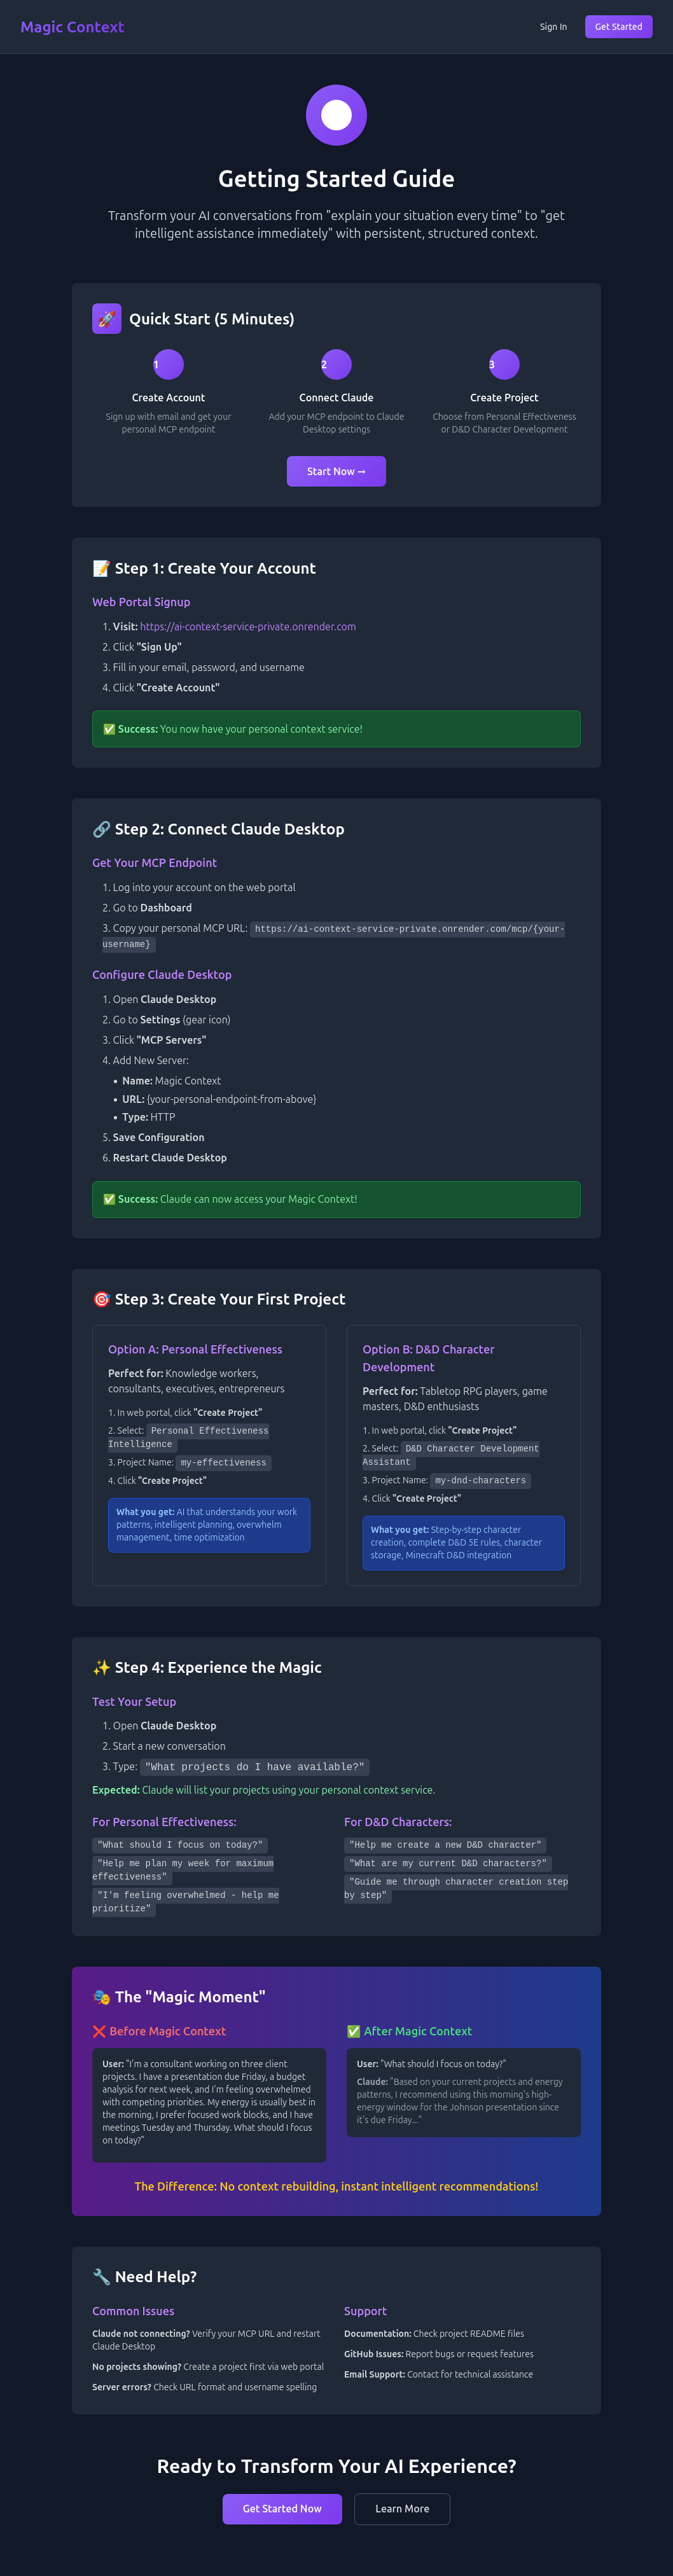 Magic Context
Sign In
Get Started
Getting Started Guide
Transform your AI conversations from "explain your situation every time" to "get
intelligent assistance immediately" with persistent, structured context.
🚀 Quick Start (5 Minutes)
1
2
3
Create Account
Connect Claude
Create Project
Sign up with email and get your
personal MCP endpoint
Add your MCP endpoint to Claude
Desktop settings
Choose from Personal Effectiveness
or D&D Character Development
Start Now →
📝 Step 1: Create Your Account
Web Portal Signup
1. Visit: https://ai-context-service-private.onrender.com
2. Click "Sign Up"
3. Fill in your email, password, and username
4. Click "Create Account"
✅ Success: You now have your personal context service!
🔗 Step 2: Connect Claude Desktop
Get Your MCP Endpoint
1. Log into your account on the web portal
2. Go to Dashboard
3. Copy your personal MCP URL: https://ai-context-service-private.onrender.com/mcp/{your-
username}
Configure Claude Desktop
1. Open Claude Desktop
2. Go to Settings (gear icon)
3. Click "MCP Servers"
4. Add New Server:
• Name: Magic Context
• URL: {your-personal-endpoint-from-above}
• Type: HTTP
5. Save Configuration
6. Restart Claude Desktop
✅ Success: Claude can now access your Magic Context!
🎯 Step 3: Create Your First Project
Option A: Personal Effectiveness
Perfect for: Knowledge workers,
consultants, executives, entrepreneurs
1. In web portal, click "Create Project"
2. Select: Personal Effectiveness
Intelligence
3. Project Name: my-effectiveness
4. Click "Create Project"
What you get: AI that understands your work
patterns, intelligent planning, overwhelm
management, time optimization
Option B: D&D Character
Development
Perfect for: Tabletop RPG players, game
masters, D&D enthusiasts
1. In web portal, click "Create Project"
2. Select: D&D Character Development
Assistant
3. Project Name: my-dnd-characters
4. Click "Create Project"
What you get: Step-by-step character
creation, complete D&D 5E rules, character
storage, Minecraft D&D integration
✨ Step 4: Experience the Magic
Test Your Setup
1. Open Claude Desktop
2. Start a new conversation
3. Type: "What projects do I have available?"
Expected: Claude will list your projects using your personal context service.
For Personal Effectiveness:
"What should I focus on today?"
"Help me plan my week for maximum
effectiveness"
"I'm feeling overwhelmed - help me
prioritize"
For D&D Characters:
"Help me create a new D&D character"
"What are my current D&D characters?"
"Guide me through character creation step
by step"
🎭 The "Magic Moment"
❌ Before Magic Context
User: "I'm a consultant working on three client
projects. I have a presentation due Friday, a budget
analysis for next week, and I'm feeling overwhelmed
with competing priorities. My energy is usually best in
the morning, I prefer focused work blocks, and I have
meetings Tuesday and Thursday. What should I focus
on today?"
✅ After Magic Context
User: "What should I focus on today?"
Claude: "Based on your current projects and energy
patterns, I recommend using this morning's high-
energy window for the Johnson presentation since
it's due Friday..."
The Difference: No context rebuilding, instant intelligent recommendations!
🔧 Need Help?
Common Issues
Claude not connecting? Verify your MCP URL and restart
Claude Desktop
No projects showing? Create a project first via web portal
Server errors? Check URL format and username spelling
Support
Documentation: Check project README files
GitHub Issues: Report bugs or request features
Email Support: Contact for technical assistance
Ready to Transform Your AI Experience?
Get Started Now
Learn More